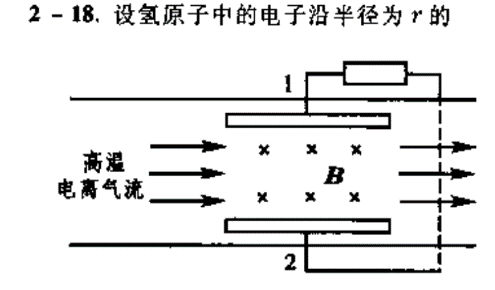 2-18. 设氢原子中的电子沿半径为 r 的
1
× × ×
高温
B
电离气流
× × ×
2